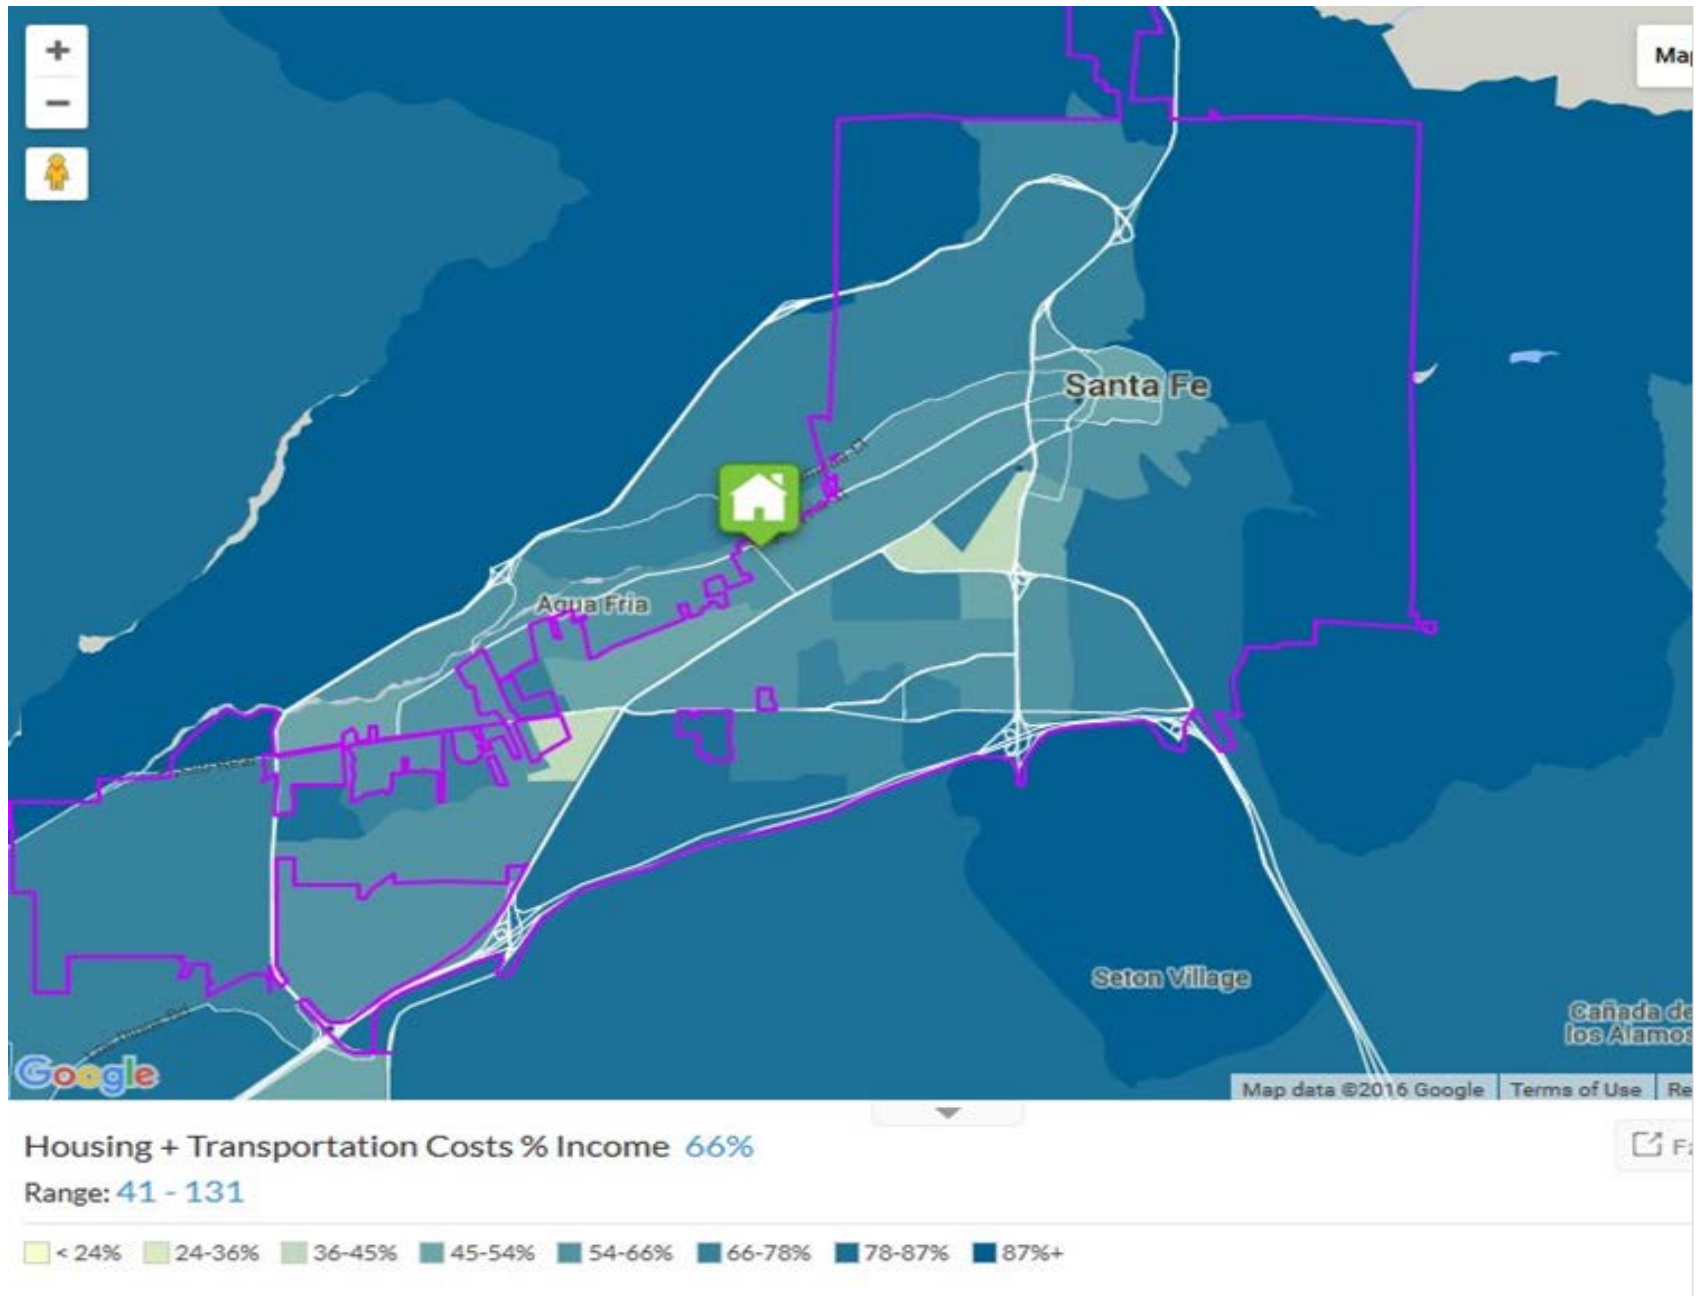 +
Map
−
Santa Fe
Agua Fria
Seton Village
Cañada de
los Alamos
Google
Map data ©2016 Google
Terms of Use
Re
Housing + Transportation Costs % Income 66%
Fa
Range: 41 - 131
< 24% 24-36% 36-45% 45-54% 54-66% 66-78% 78-87% 87%+